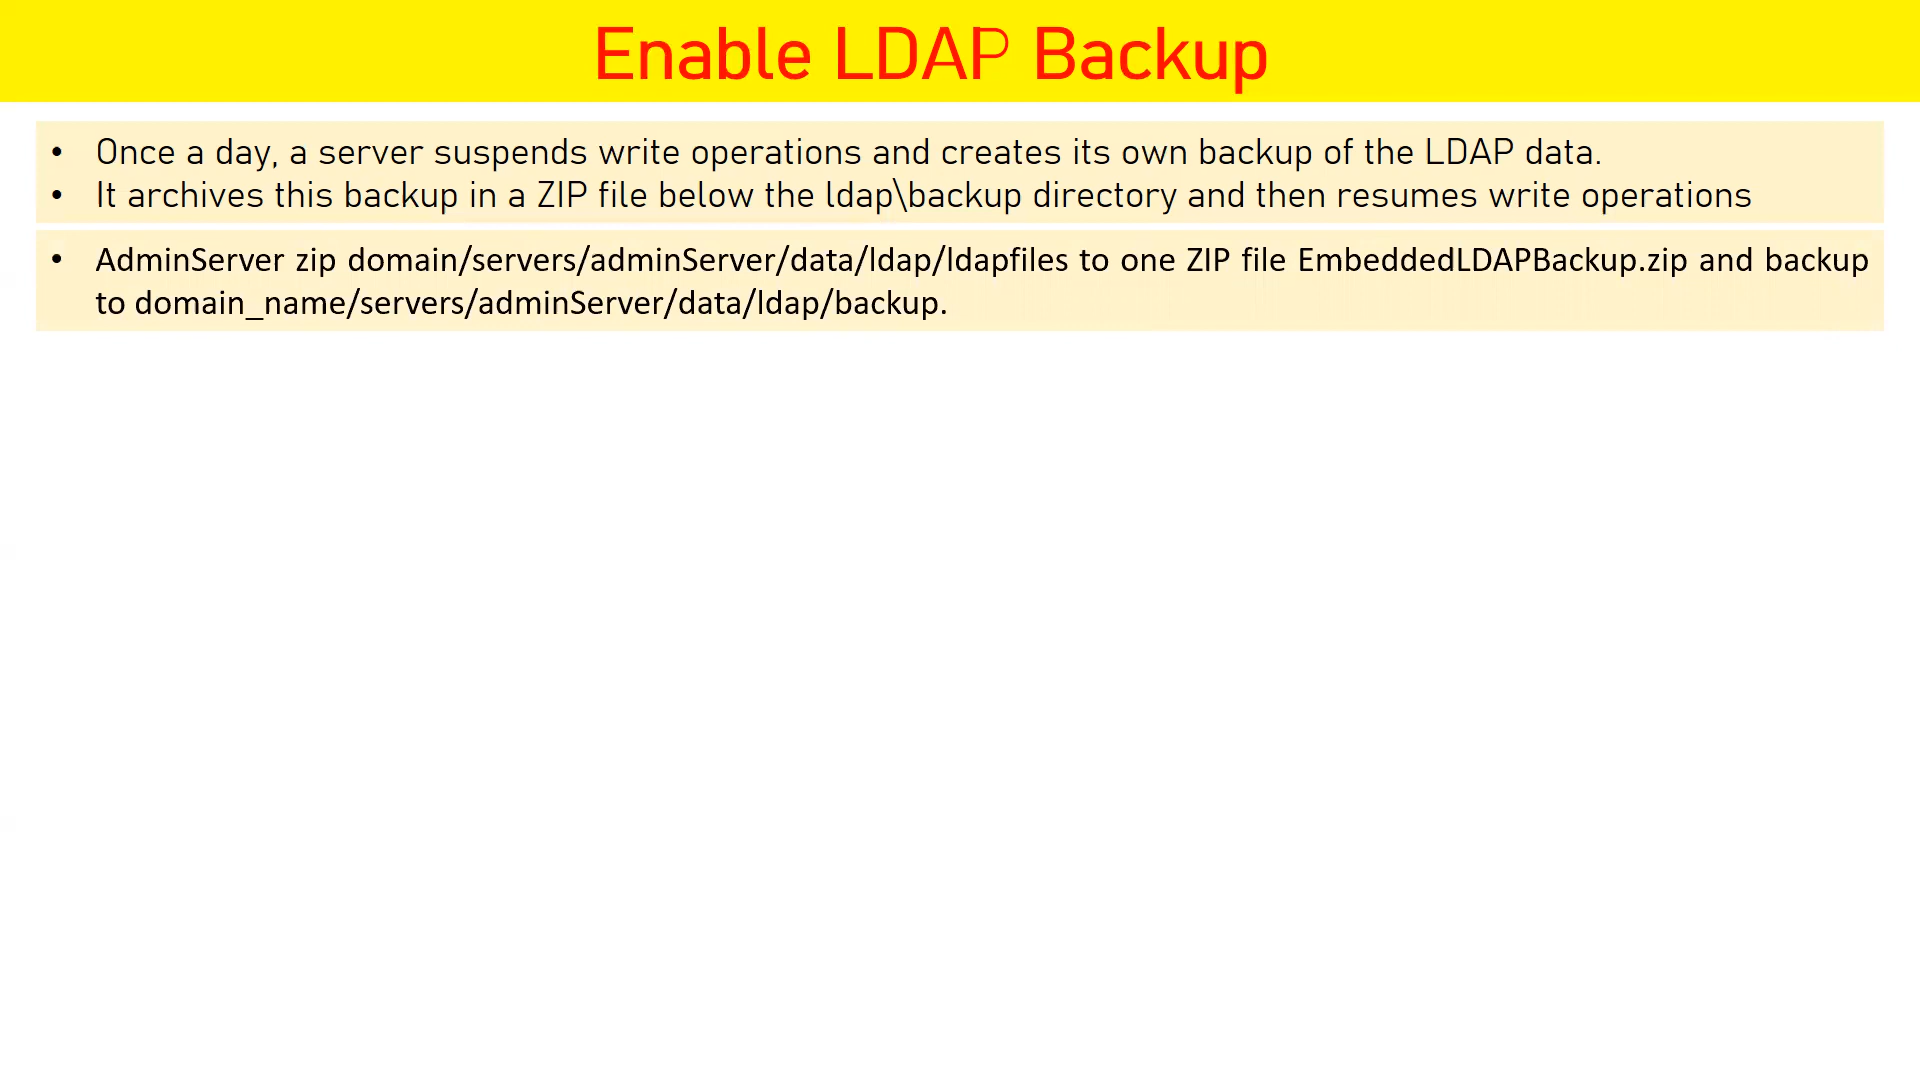 Enable LDAP Backup
• Once a day, a server suspends write operations and creates its own backup of the LDAP data.
• It archives this backup in a ZIP file below the ldap\backup directory and then resumes write operations
• AdminServer zip domain/servers/adminServer/data/ldap/ldapfiles to one ZIP file EmbeddedLDAPBackup.zip and backup
to domain_name/servers/adminServer/data/ldap/backup.